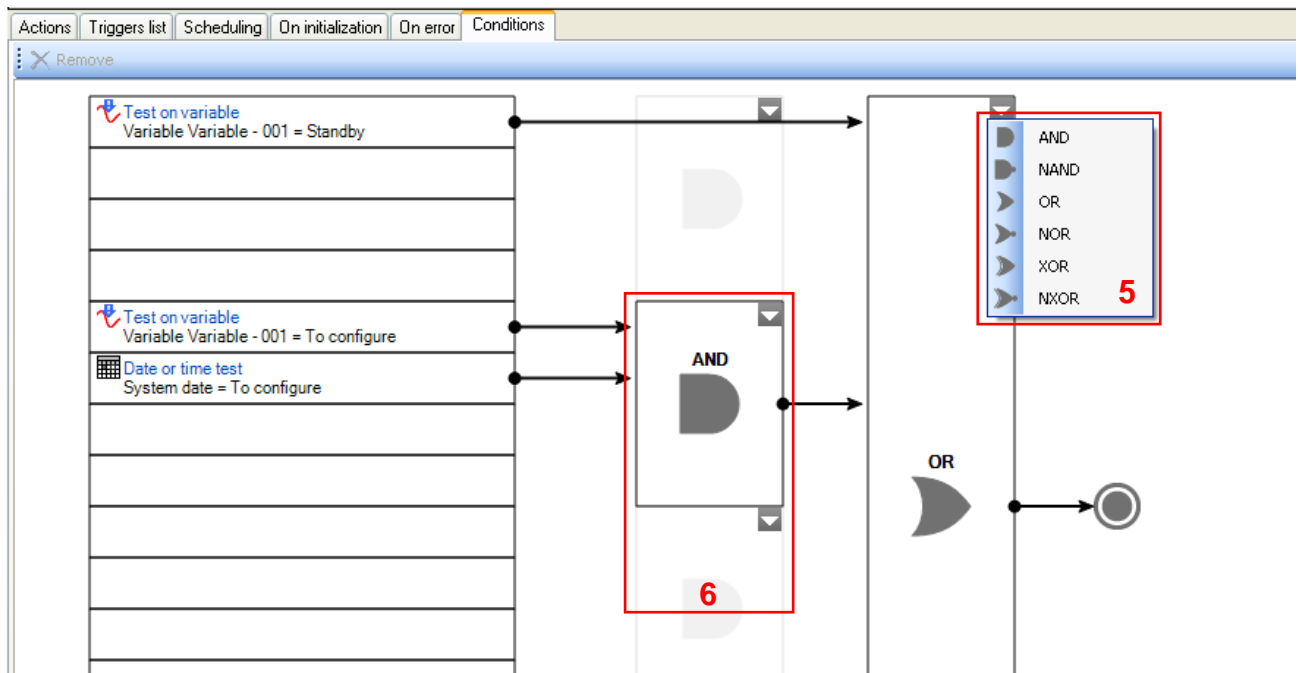 Actions Triggers list Scheduling On initialization On error Conditions
Remove
Test on variable
Variable Variable - 001 = Standby
AND
NAND
OR
NOR
XOR
NXOR
5
Test on variable
Variable Variable - 001 = To configure
Date or time test
System date = To configure
AND
OR
6